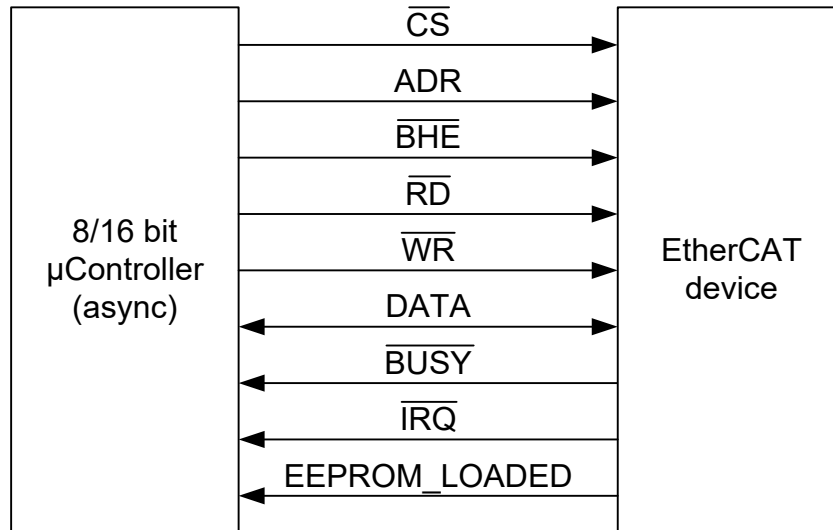 CS
ADR
BHE
RD
8/16 bit
µController
(async)
WR
EtherCAT
device
DATA
BUSY
IRQ
EEPROM_LOADED